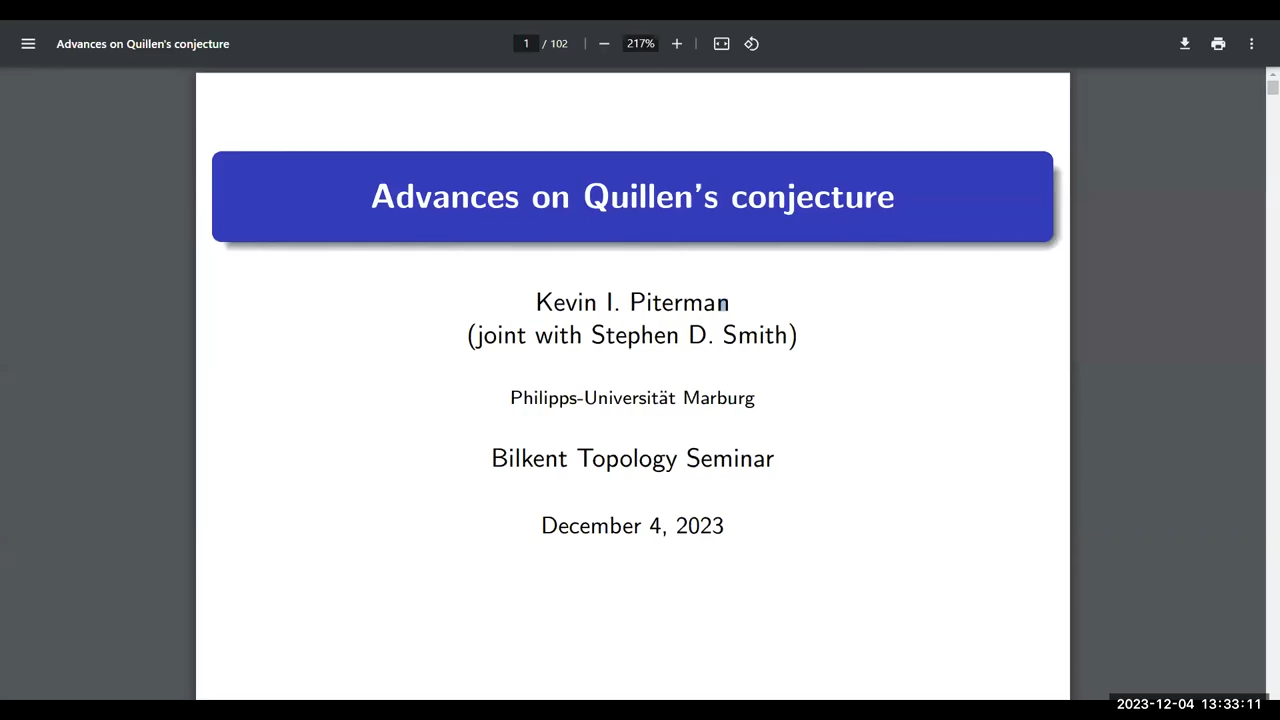 Advances on Quillen's conjecture
1 / 102
217%
Advances on Quillen's conjecture
Kevin I. Piterman
(joint with Stephen D. Smith)
Philipps-Universität Marburg
Bilkent Topology Seminar
December 4, 2023
2023-12-04 13:33:11